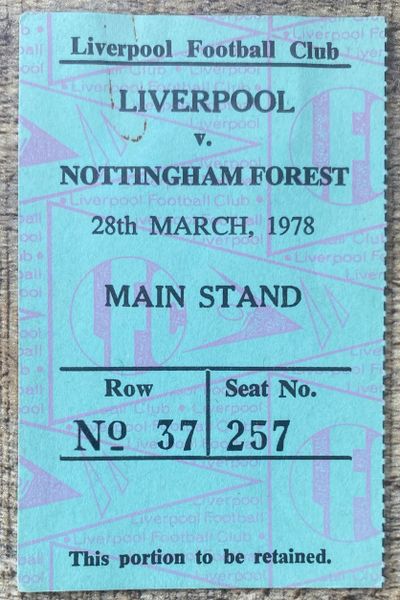 Liverpool Football Club
LIVERPOOL
v.
NOTTINGHAM FOREST
28th MARCH, 1978
MAIN STAND
Row Seat No.
Nº 37 257
This portion to be retained.